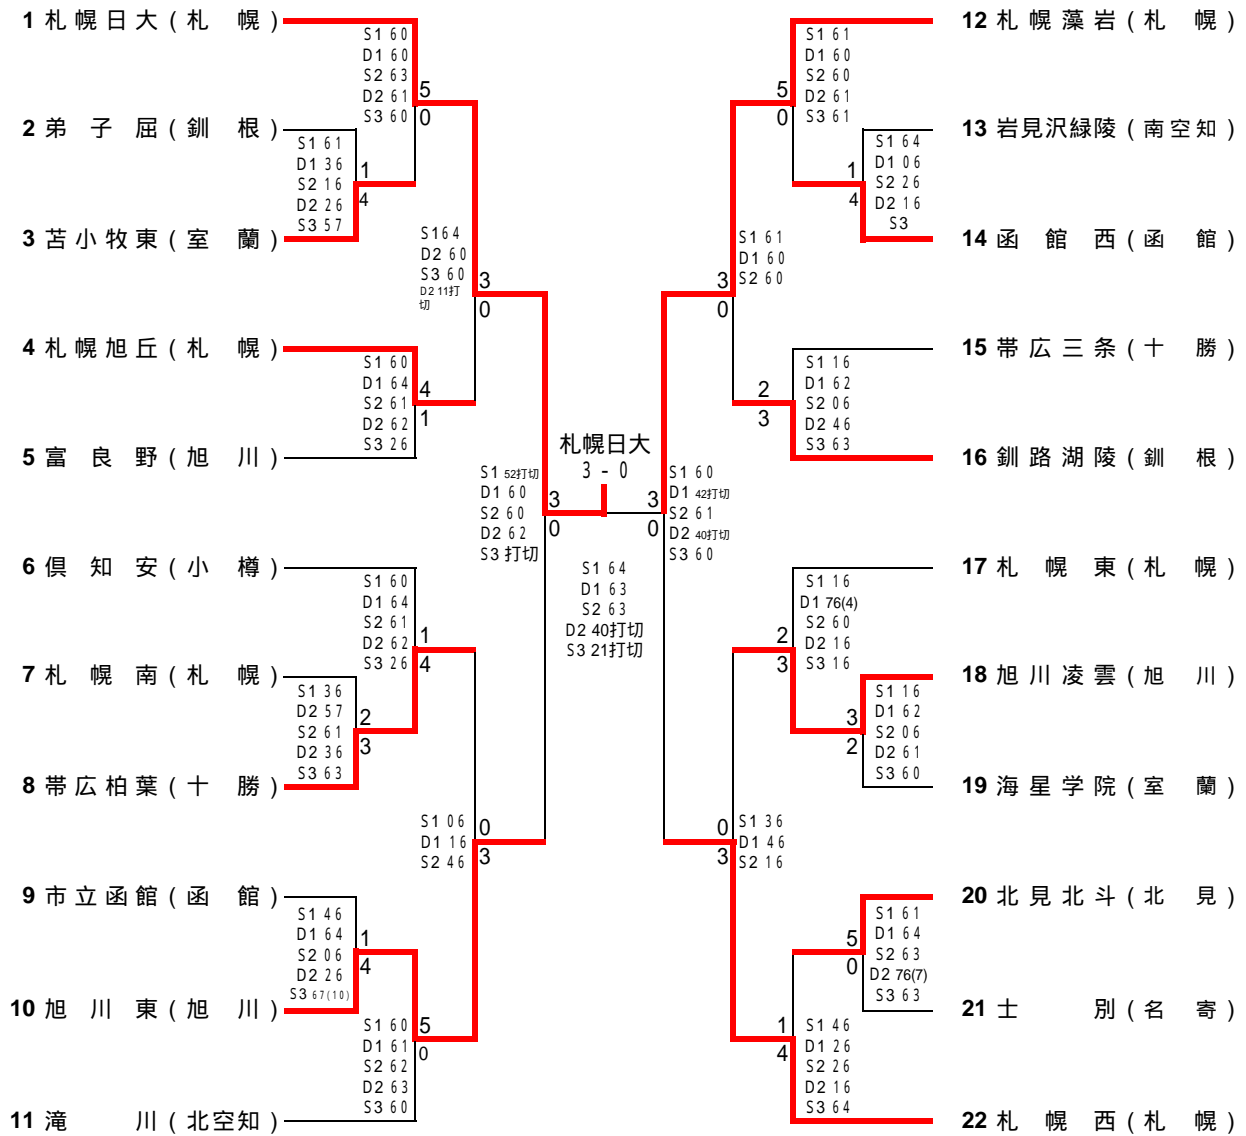 1 札幌日大 ( 札 幌 )
S1 60
D1 60
S2 63
D2 61
S3 60
5
0
2 弟子屈 ( 釧 根 )
S1 61
D1 36
S2 16
D2 26
S3 57
1
4
3 苫小牧東 ( 室 蘭 )
S1 64
D2 60
S3 60
D2 11打切
3
0
4 札幌旭丘 ( 札 幌 )
S1 60
D1 64
S2 61
D2 62
S3 26
4
1
5 富良野 ( 旭 川 )
S1 52打切
D1 60
S2 60
D2 62
S3 打切
3
0
6 倶知安 ( 小 樽 )
S1 60
D1 64
S2 61
D2 62
S3 26
1
4
7 札幌南 ( 札 幌 )
S1 36
D2 57
S2 61
D2 36
S3 63
2
3
8 帯広柏葉 ( 十 勝 )
S1 06
D1 16
S2 46
0
3
9 市立函館 ( 函 館 )
S1 46
D1 64
S2 06
D2 26
S3 67(10)
1
4
10 旭川東 ( 旭 川 )
S1 60
D1 61
S2 62
D2 63
S3 60
5
0
11 滝川 ( 北空知 )
札幌日大
3 - 0
S1 64
D1 63
S2 63
D2 40打切
S3 21打切
12 札幌藻岩 ( 札 幌 )
S1 61
D1 60
S2 60
D2 61
S3 61
5
0
13 岩見沢緑陵 ( 南空知 )
S1 64
D1 06
S2 26
D2 16
S3
1
4
14 函館西 ( 函 館 )
S1 61
D1 60
S2 60
3
0
15 帯広三条 ( 十 勝 )
S1 16
D1 62
S2 06
D2 46
S3 63
2
3
16 釧路湖陵 ( 釧 根 )
S1 60
D1 42打切
S2 61
D2 40打切
S3 60
3
0
17 札幌東 ( 札 幌 )
S1 16
D1 76(4)
S2 60
D2 16
S3 16
2
3
18 旭川凌雲 ( 旭 川 )
S1 16
D1 62
S2 06
D2 61
S3 60
3
2
19 海星学院 ( 室 蘭 )
S1 36
D1 46
S2 16
0
3
20 北見北斗 ( 北 見 )
S1 61
D1 64
S2 63
D2 76(7)
S3 63
5
0
21 士別 ( 名 寄 )
S1 46
D1 26
S2 26
D2 16
S3 64
1
4
22 札幌西 ( 札 幌 )